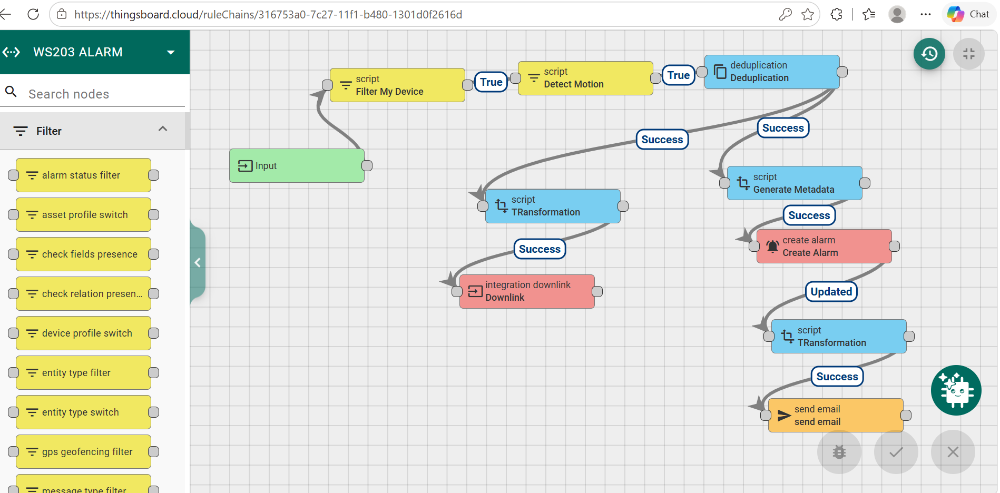 https://thingsboard.cloud/ruleChains/316753a0-7c27-11f1-b480-1301d0f2616d
Chat
WS203 ALARM
Search nodes
Filter
alarm status filter
asset profile switch
check fields presence
check relation presen...
device profile switch
entity type filter
entity type switch
gps geofencing filter
message type filter
Input
script
Filter My Device
True
script
Detect Motion
True
deduplication
Deduplication
Success
Success
script
TRansformation
Success
integration downlink
Downlink
script
Generate Metadata
Success
create alarm
Create Alarm
Updated
script
TRansformation
Success
send email
send email